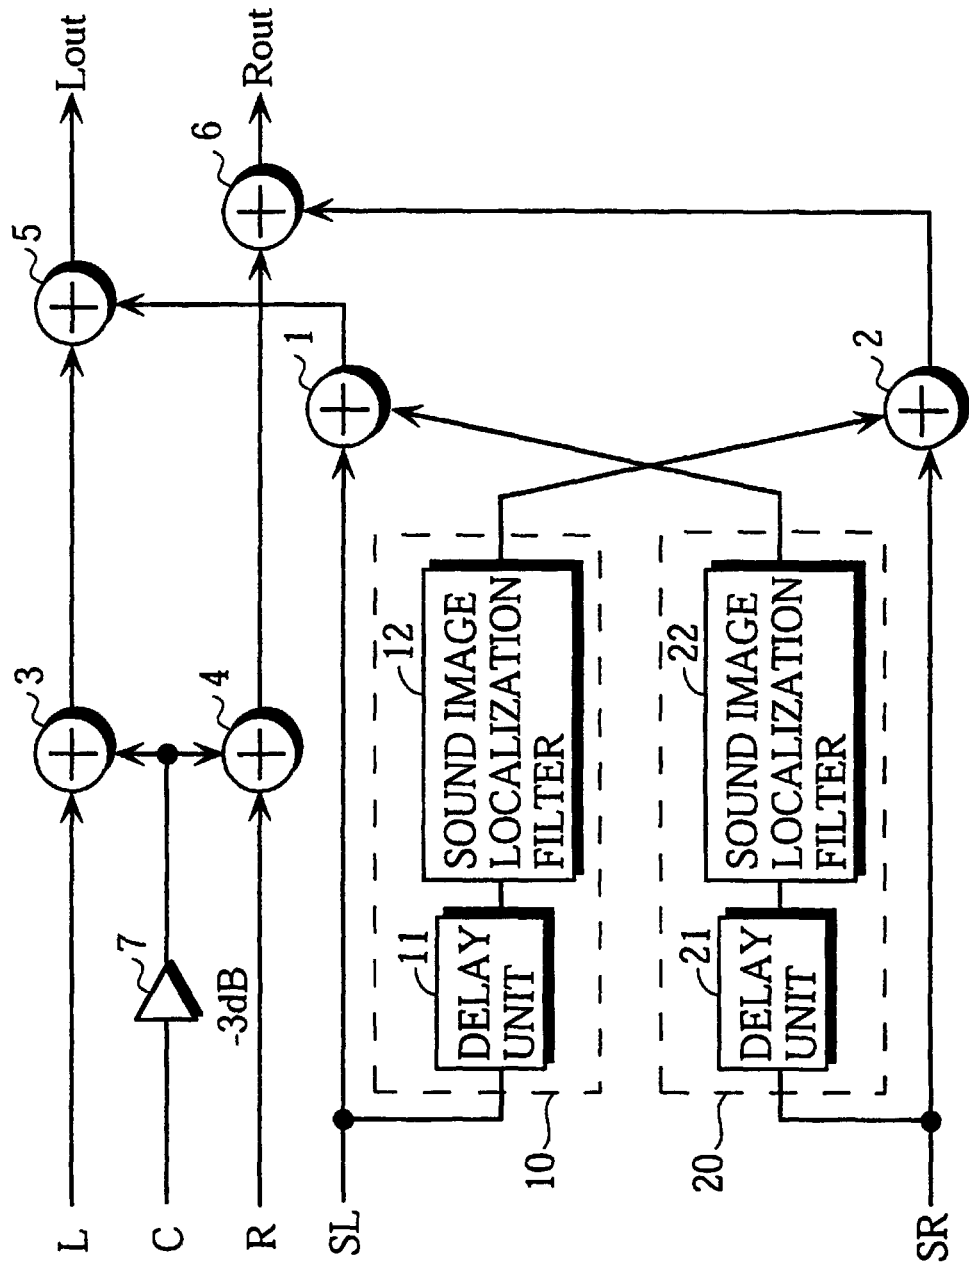 L
C
R
SL
SR
7
-3dB
3
4
5
6
Lout
Rout
1
2
10
11
DELAY
UNIT
12
SOUND IMAGE
LOCALIZATION
FILTER
20
21
DELAY
UNIT
22
SOUND IMAGE
LOCALIZATION
FILTER